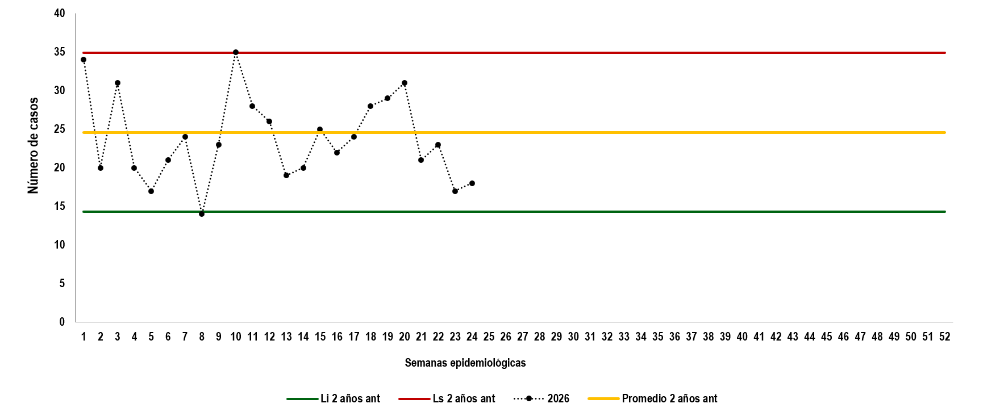 40
35
30
25
20
15
10
5
0
Número de casos
1 2 3 4 5 6 7 8 9 10 11 12 13 14 15 16 17 18 19 20 21 22 23 24 25 26 27 28 29 30 31 32 33 34 35 36 37 38 39 40 41 42 43 44 45 46 47 48 49 50 51 52
Semanas epidemiológicas
Li 2 años ant Ls 2 años ant 2026 Promedio 2 años ant